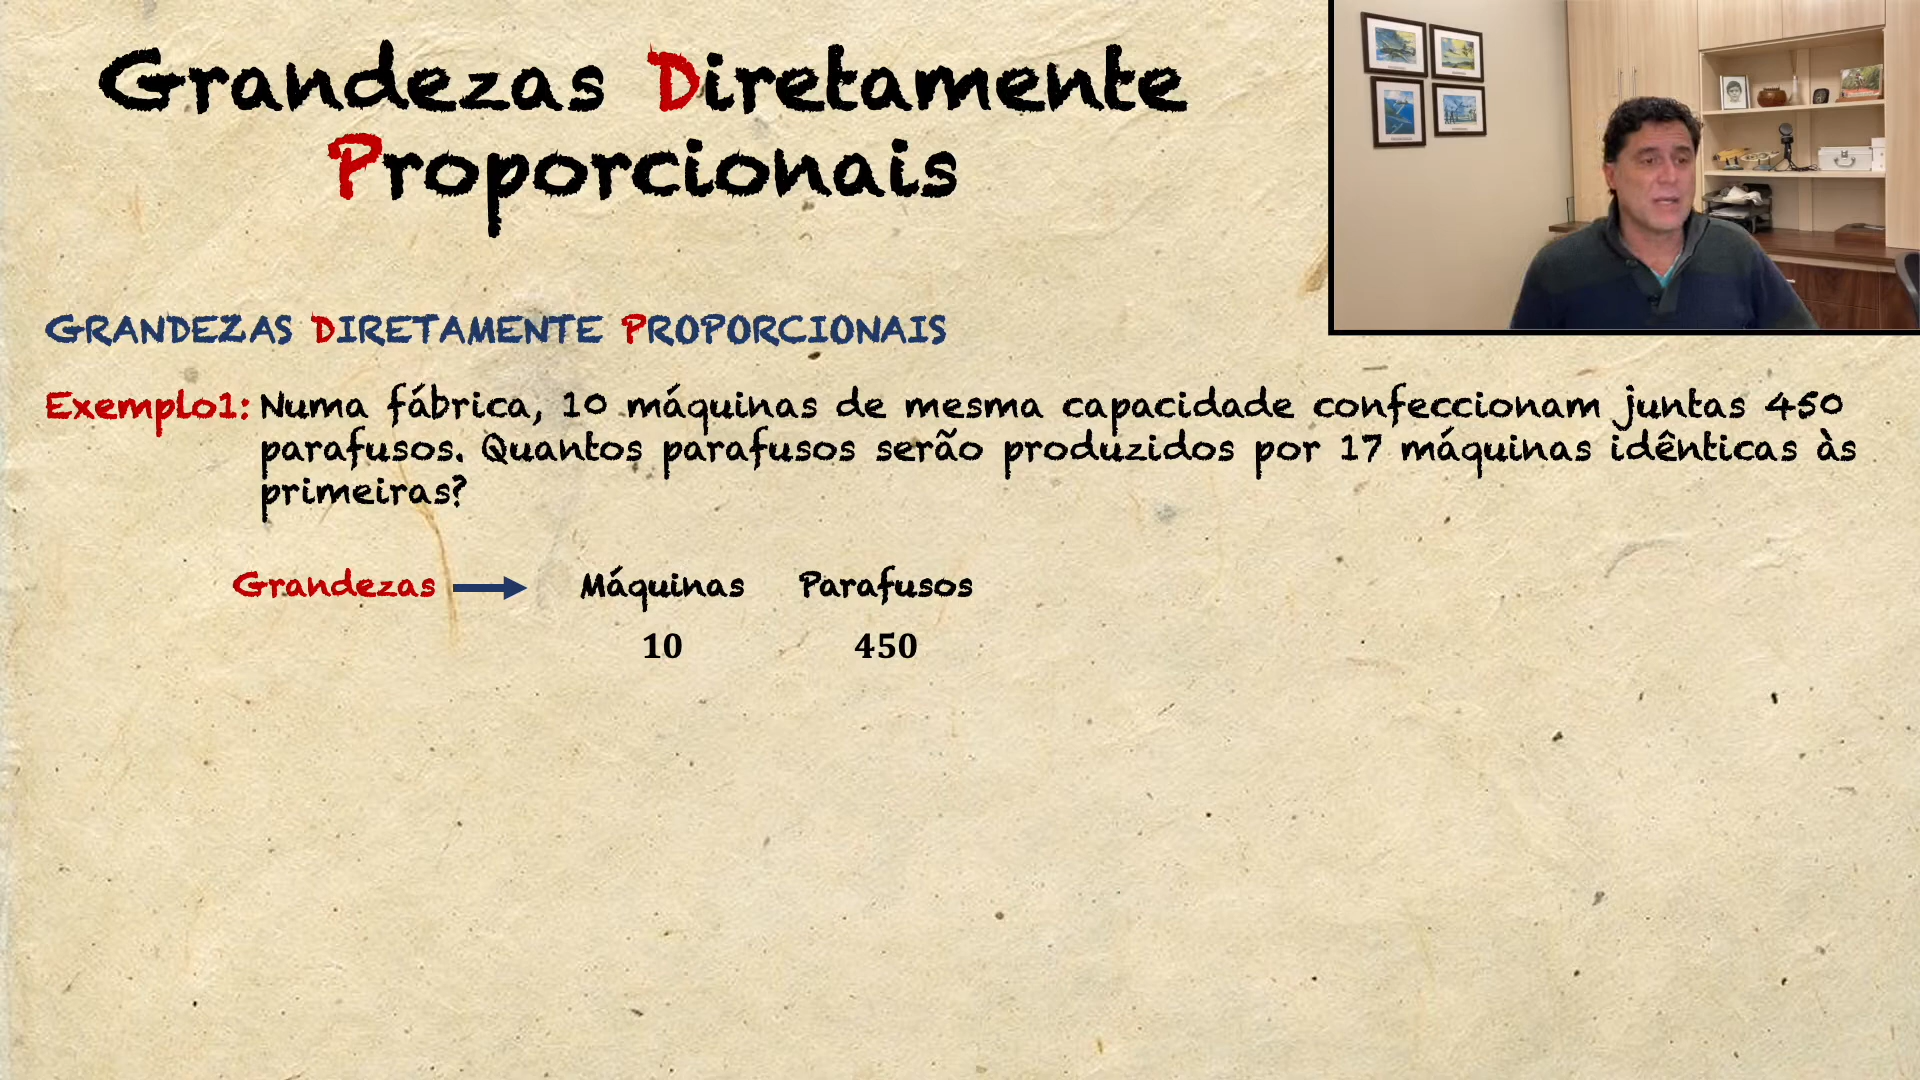 Grandezas Diretamente
Proporcionais
GRANDEZAS DIRETAMENTE PROPORCIONAIS
Exemplo1: Numa fábrica, 10 máquinas de mesma capacidade confeccionam juntas 450
parafusos. Quantos parafusos serão produzidos por 17 máquinas idênticas às
primeiras?
Grandezas Máquinas Parafusos
10 450